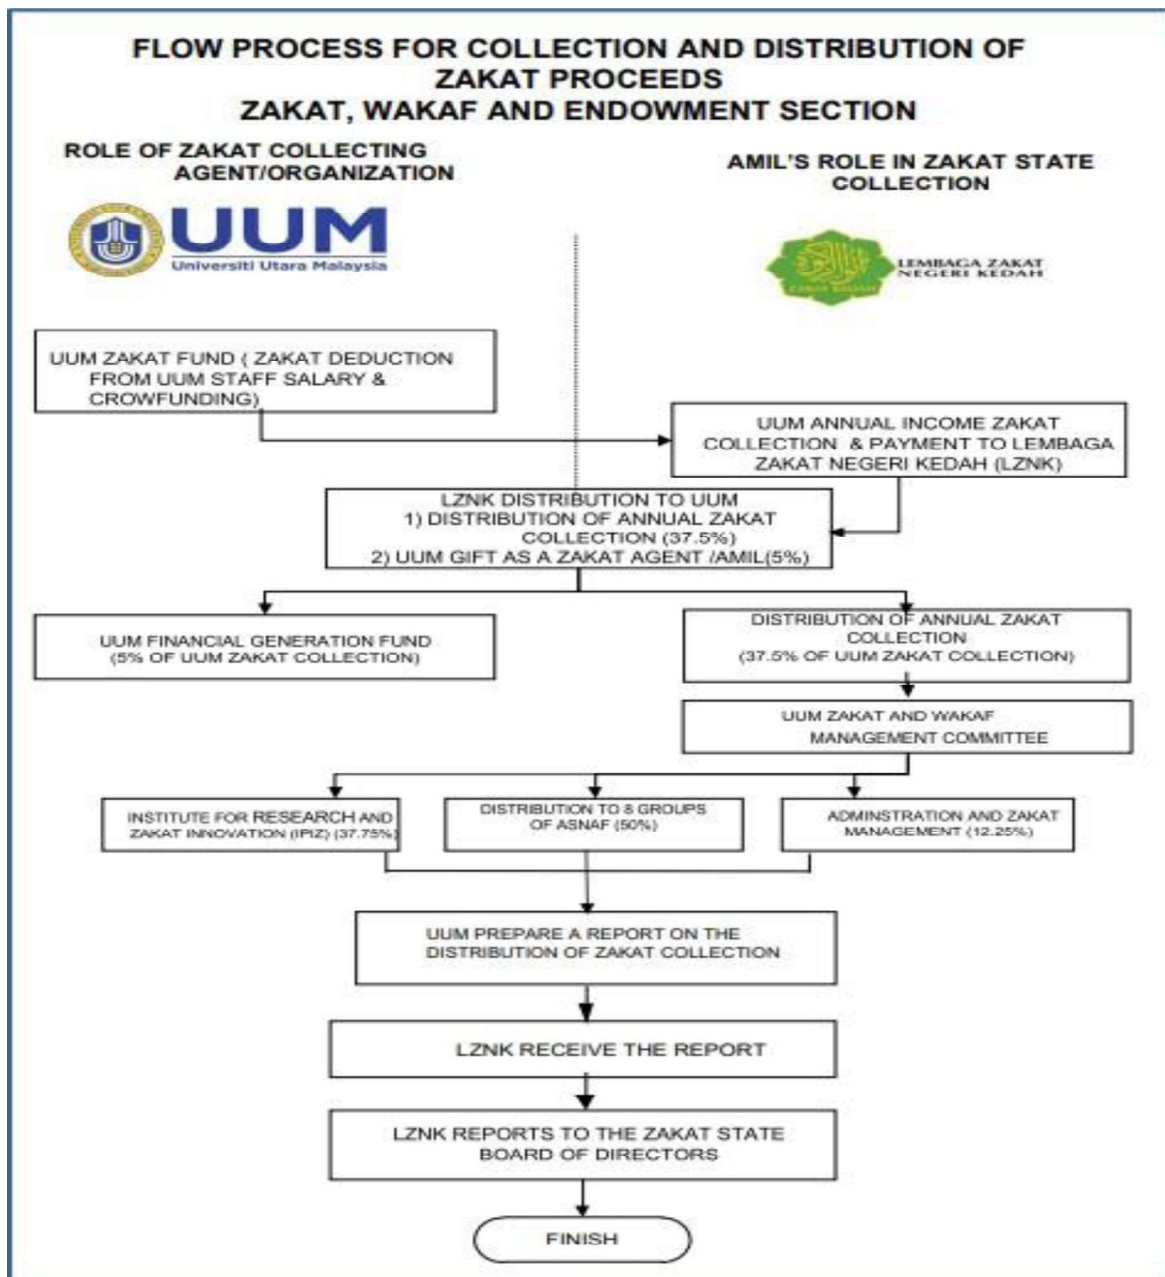 FLOW PROCESS FOR COLLECTION AND DISTRIBUTION OF
ZAKAT PROCEEDS
ZAKAT, WAKAF AND ENDOWMENT SECTION
ROLE OF ZAKAT COLLECTING
AGENT/ORGANIZATION
AMIL'S ROLE IN ZAKAT STATE
COLLECTION
UUM
Universiti Utara Malaysia
LEMBAGA ZAKAT
NEGERI KEDAH
ZAKAT KEDAH
UUM ZAKAT FUND ( ZAKAT DEDUCTION
FROM UUM STAFF SALARY &
CROWFUNDING)
UUM ANNUAL INCOME ZAKAT
COLLECTION & PAYMENT TO LEMBAGA
ZAKAT NEGERI KEDAH (LZNK)
LZNK DISTRIBUTION TO UUM
1) DISTRIBUTION OF ANNUAL ZAKAT
COLLECTION (37.5%)
2) UUM GIFT AS A ZAKAT AGENT /AMIL(5%)
UUM FINANCIAL GENERATION FUND
(5% OF UUM ZAKAT COLLECTION)
DISTRIBUTION OF ANNUAL ZAKAT
COLLECTION
(37.5% OF UUM ZAKAT COLLECTION)
UUM ZAKAT AND WAKAF
MANAGEMENT COMMITTEE
INSTITUTE FOR RESEARCH AND
ZAKAT INNOVATION (IPIZ) (37.75%)
DISTRIBUTION TO 8 GROUPS
OF ASNAF (50%)
ADMINSTRATION AND ZAKAT
MANAGEMENT (12.25%)
UUM PREPARE A REPORT ON THE
DISTRIBUTION OF ZAKAT COLLECTION
LZNK RECEIVE THE REPORT
LZNK REPORTS TO THE ZAKAT STATE
BOARD OF DIRECTORS
FINISH